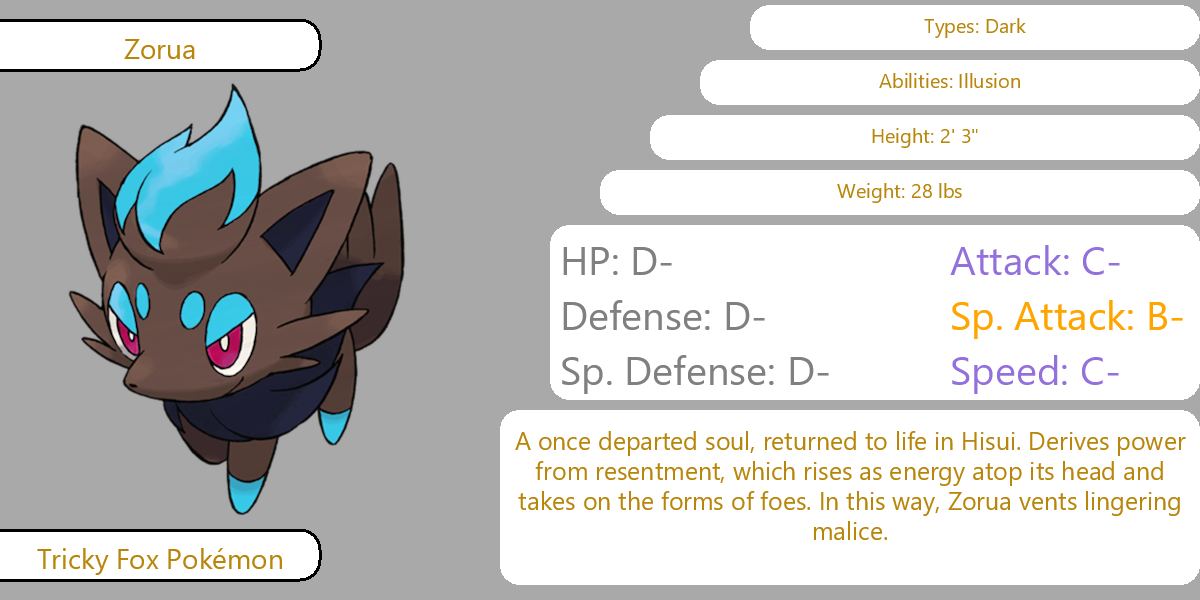 Zorua
Types: Dark
Abilities: Illusion
Height: 2' 3"
Weight: 28 lbs
HP: D-
Attack: C-
Defense: D-
Sp. Attack: B-
Sp. Defense: D-
Speed: C-
A once departed soul, returned to life in Hisui. Derives power
from resentment, which rises as energy atop its head and
takes on the forms of foes. In this way, Zorua vents lingering
malice.
Tricky Fox Pokémon